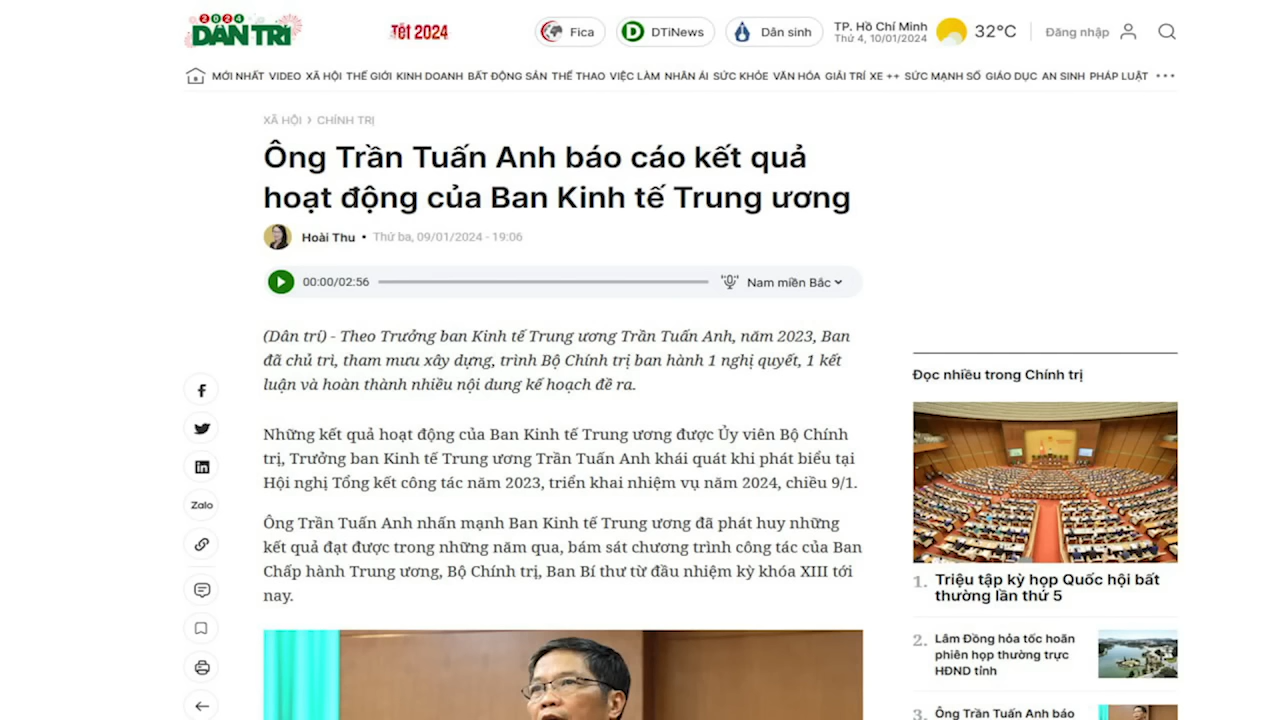 2024
DÂN TRÍ
Tết 2024
Fica
DTiNews
Dân sinh
TP. Hồ Chí Minh
Thứ 4, 10/01/2024
32°C
Đăng nhập
MỚI NHẤT VIDEO XÃ HỘI THẾ GIỚI KINH DOANH BẤT ĐỘNG SẢN THỂ THAO VIỆC LÀM NHÂN ÁI SỨC KHỎE VĂN HÓA GIẢI TRÍ XE ++ SỨC MẠNH SỐ GIÁO DỤC AN SINH PHÁP LUẬT
XÃ HỘI › CHÍNH TRỊ
Ông Trần Tuấn Anh báo cáo kết quả
hoạt động của Ban Kinh tế Trung ương
Hoài Thu • Thứ ba, 09/01/2024 - 19:06
00:00/02:56
Nam miền Bắc
(Dân trí) - Theo Trưởng ban Kinh tế Trung ương Trần Tuấn Anh, năm 2023, Ban
đã chủ trì, tham mưu xây dựng, trình Bộ Chính trị ban hành 1 nghị quyết, 1 kết
luận và hoàn thành nhiều nội dung kế hoạch đề ra.
Những kết quả hoạt động của Ban Kinh tế Trung ương được Ủy viên Bộ Chính
trị, Trưởng ban Kinh tế Trung ương Trần Tuấn Anh khái quát khi phát biểu tại
Hội nghị Tổng kết công tác năm 2023, triển khai nhiệm vụ năm 2024, chiều 9/1.
Ông Trần Tuấn Anh nhấn mạnh Ban Kinh tế Trung ương đã phát huy những
kết quả đạt được trong những năm qua, bám sát chương trình công tác của Ban
Chấp hành Trung ương, Bộ Chính trị, Ban Bí thư từ đầu nhiệm kỳ khóa XIII tới
nay.
Zalo
Đọc nhiều trong Chính trị
1. Triệu tập kỳ họp Quốc hội bất
thường lần thứ 5
2. Lâm Đồng hỏa tốc hoãn
phiên họp thường trực
HĐND tỉnh
3. Ông Trần Tuấn Anh báo